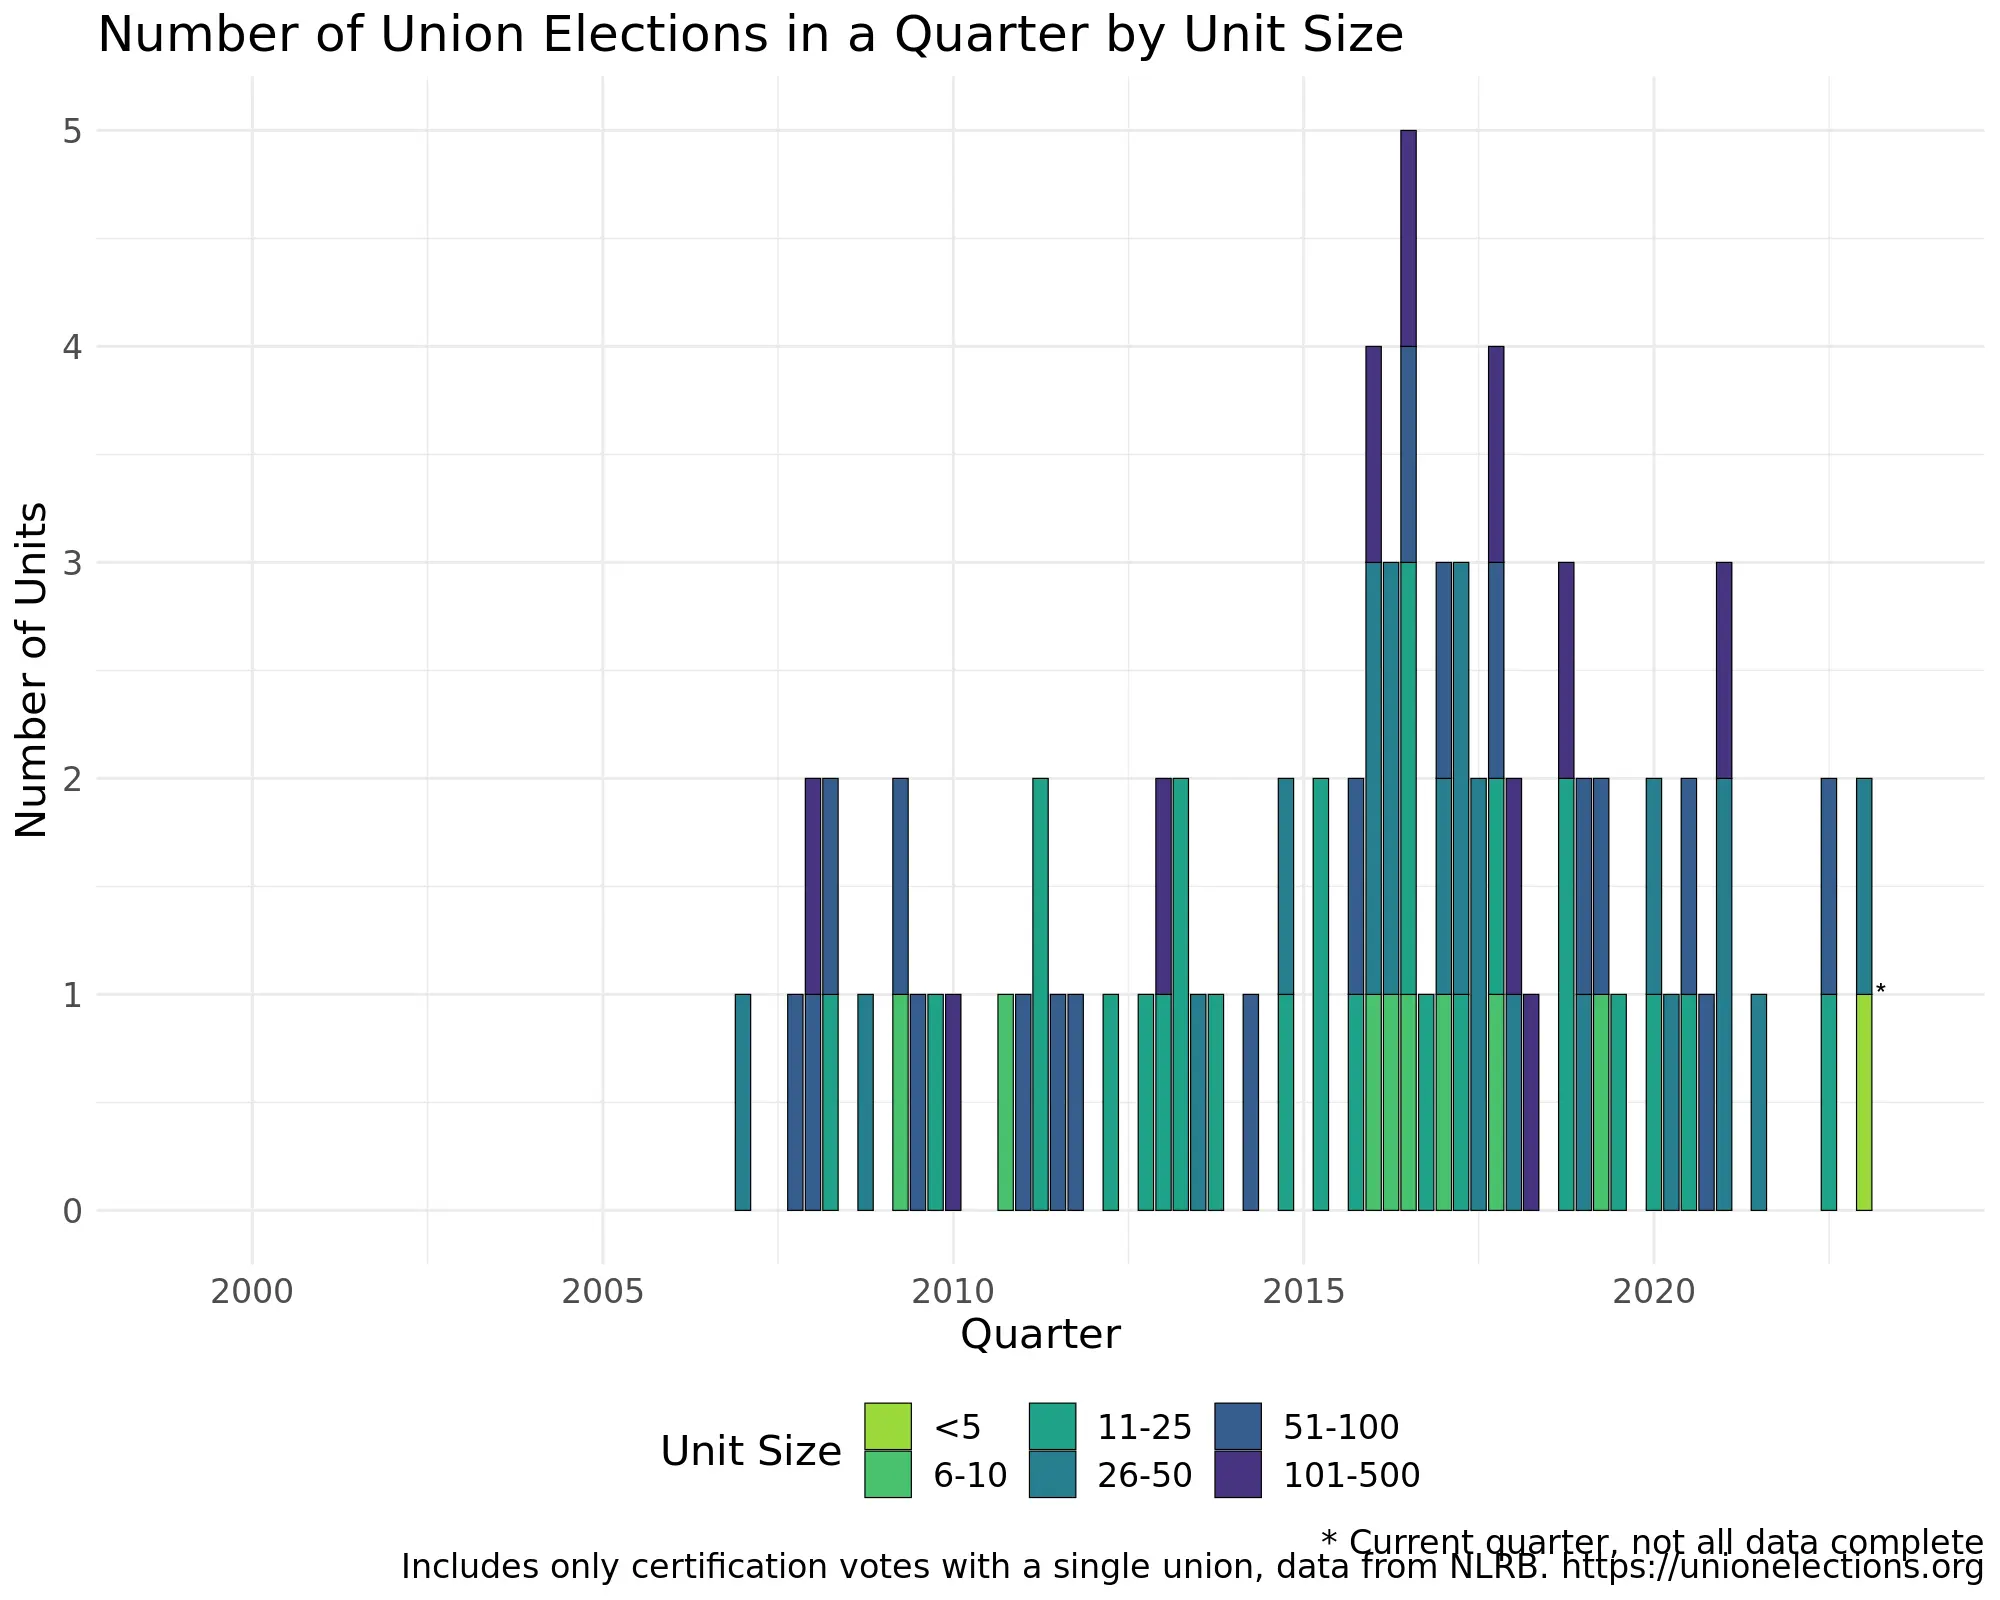 Number of Union Elections in a Quarter by Unit Size
Number of Units
5
4
3
2
1
0
*
2000 2005 2010 2015 2020
Quarter
Unit Size
<5 11-25 51-100
6-10 26-50 101-500
* Current quarter, not all data complete
Includes only certification votes with a single union, data from NLRB. https://unionelections.org